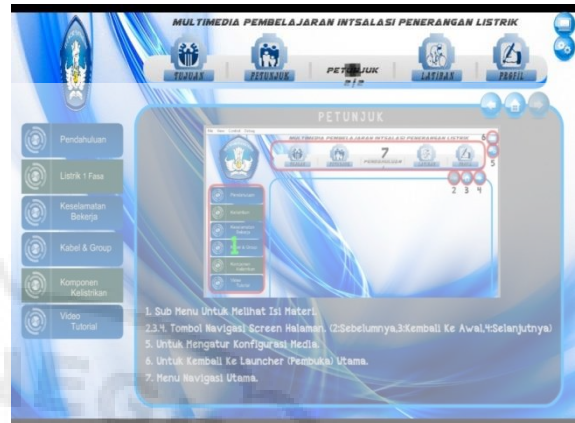 MULTIMEDIA PEMBELAJARAN INTSALASI PENERANGAN LISTRIK
TUJUAN
PETUNJUK
PETUNJUK
2/2
LATIHAN
PROFIL
PETUNJUK
Pendahuluan
Listrik 1 Fasa
Keselamatan
Bekerja
Kabel & Group
Komponen
Kelistrikan
Video
Tutorial
MULTIMEDIA PEMBELAJARAN INTSALASI PENERANGAN LISTRIK
6
7
5
2 3 4
1
1. Sub Menu Untuk Melihat Isi Materi.
2.3.4. Tombol Navigasi Screen Halaman. (2:Sebelumnya,3:Kembali Ke Awal,4:Selanjutnya)
5. Untuk Mengatur Konfigurasi Media.
6. Untuk Kembali Ke Launcher (Pembuka) Utama.
7. Menu Navigasi Utama.